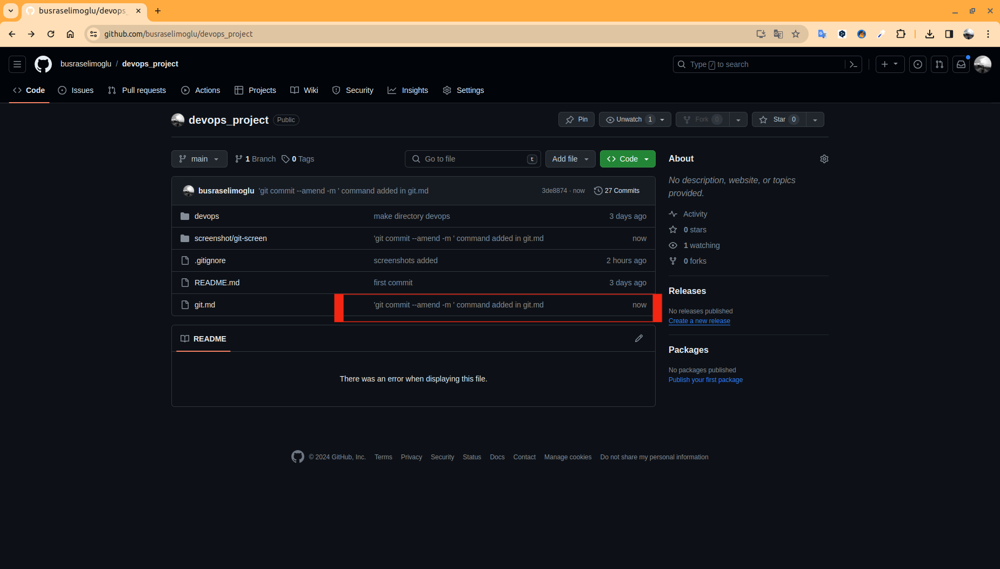 busraselimoglu/devops_
github.com/busraselimoglu/devops_project
busraselimoglu / devops_project
Type / to search
Code Issues Pull requests Actions Projects Wiki Security Insights Settings
devops_project Public
Pin Unwatch 1 Fork 0 Star 0
main 1 Branch 0 Tags Go to file t Add file Code
busraselimoglu 'git commit --amend -m ' command added in git.md 3de8874 · now 27 Commits
devops make directory devops 3 days ago
screenshot/git-screen 'git commit --amend -m ' command added in git.md now
.gitignore screenshots added 2 hours ago
README.md first commit 3 days ago
git.md 'git commit --amend -m ' command added in git.md now
README
There was an error when displaying this file.
About
No description, website, or topics
provided.
Activity
0 stars
1 watching
0 forks
Releases
No releases published
Create a new release
Packages
No packages published
Publish your first package
© 2024 GitHub, Inc. Terms Privacy Security Status Docs Contact Manage cookies Do not share my personal information